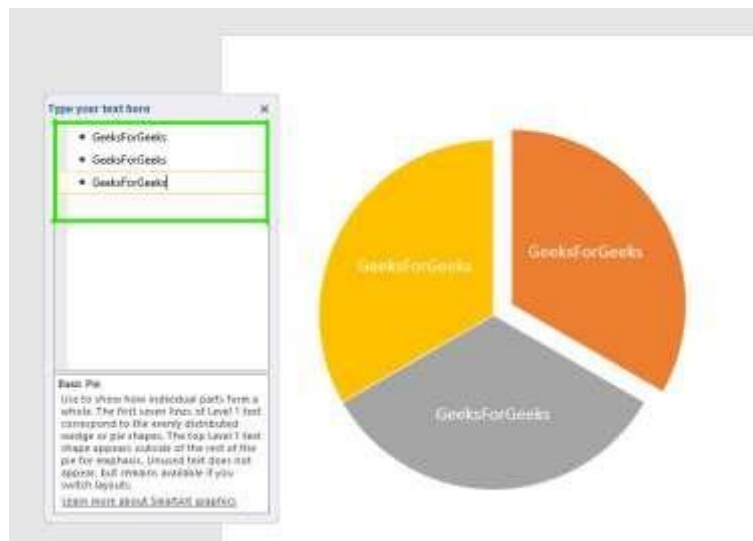 Type your text here
GeeksForGeeks
GeeksForGeeks
GeeksForGeeks
GeeksForGeeks
GeeksForGeeks
GeeksForGeeks
Basic Pie
Use to show how individual parts form a
whole. The first seven lines of Level 1 text
correspond to the evenly distributed
wedge or pie shapes. The top Level 1 text
shape appears outside of the rest of the
pie for emphasis. Unused text does not
appear, but remains available if you
switch layouts.
Learn more about SmartArt graphics